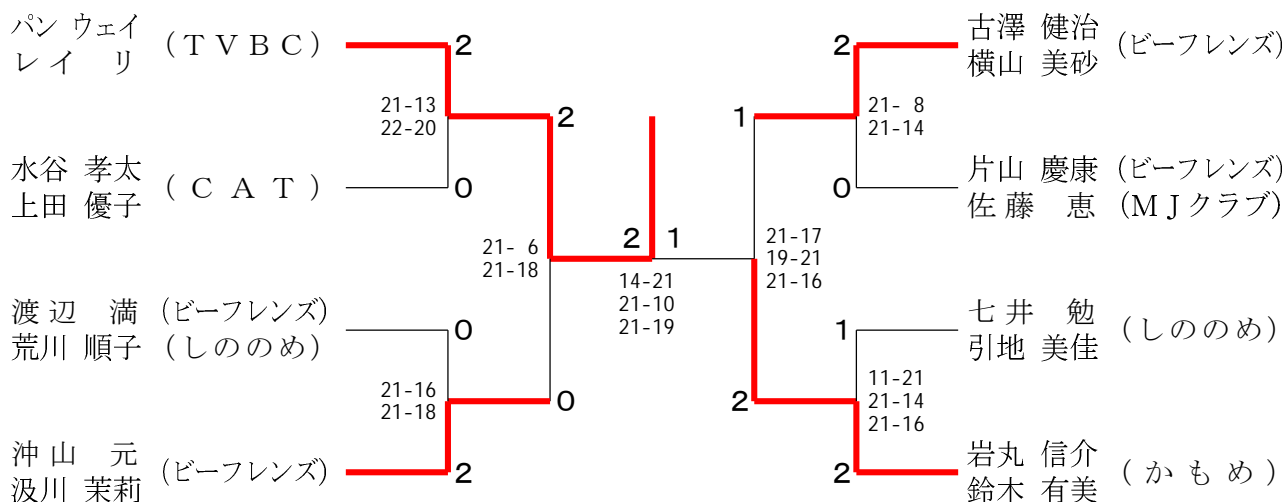 パン ウェイ
レイ リ
(TVBC)
2
21-13
22-20
水谷 孝太
上田 優子
(CAT)
0
2
21- 6
21-18
渡辺 満 (ビーフレンズ)
荒川 順子 (しののめ)
0
21-16
21-18
0
沖山 元
汲川 茉莉
(ビーフレンズ)
2
2 1
14-21
21-10
21-19
古澤 健治
横山 美砂
(ビーフレンズ)
2
21- 8
21-14
1
片山 慶康 (ビーフレンズ)
佐藤 恵 (MJクラブ)
0
21-17
19-21
21-16
七井 勉
引地 美佳
(しののめ)
1
11-21
21-14
21-16
2
岩丸 信介
鈴木 有美
(かもめ)
2